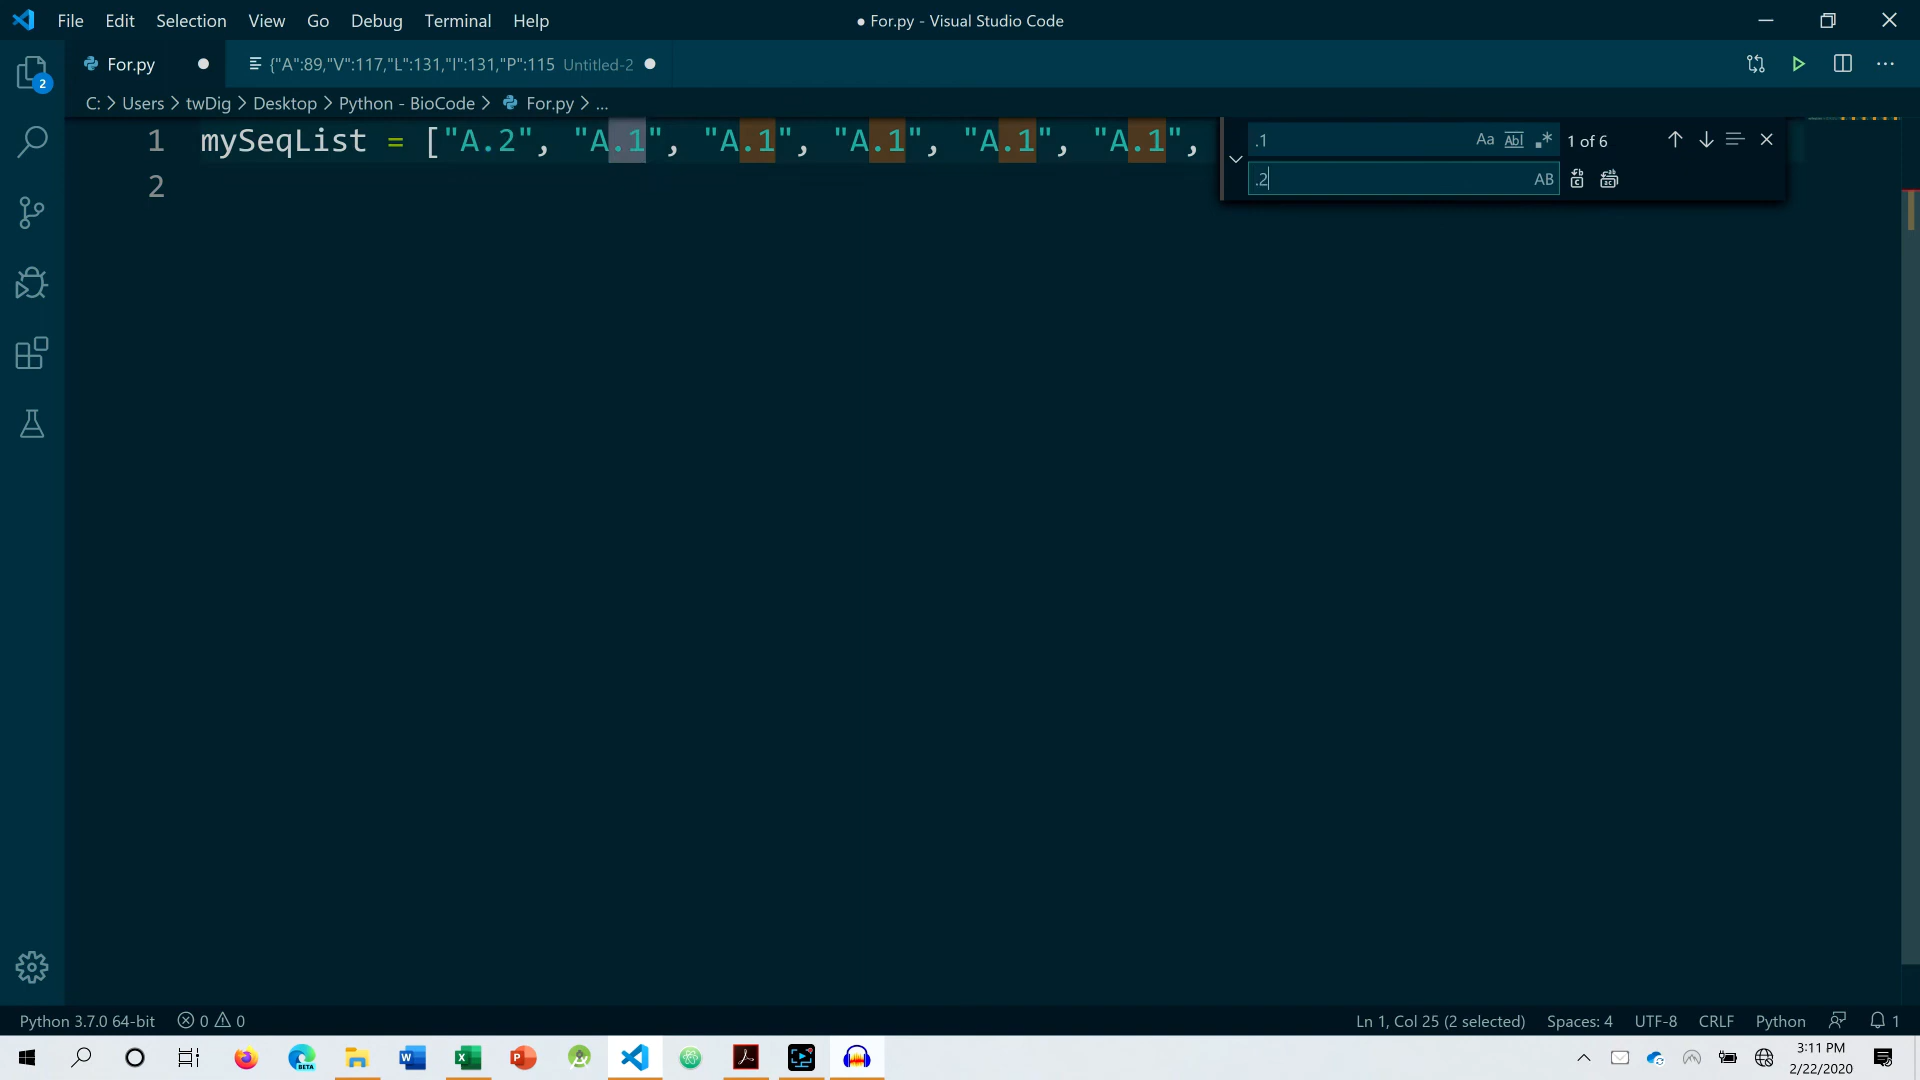 File Edit Selection View Go Debug Terminal Help ● For.py - Visual Studio Code
2 For.py {"A":89,"V":117,"L":131,"I":131,"P":115 Untitled-2
C: > Users > twDig > Desktop > Python - BioCode > For.py > ...
1 mySeqList = ["A.2", "A.1", "A.1", "A.1", "A.1", "A.1",
.1 Aa Abl .* 1 of 6
2
.2 AB
Python 3.7.0 64-bit 0 0 Ln 1, Col 25 (2 selected) Spaces: 4 UTF-8 CRLF Python 1
BETA
3:11 PM
2/22/2020